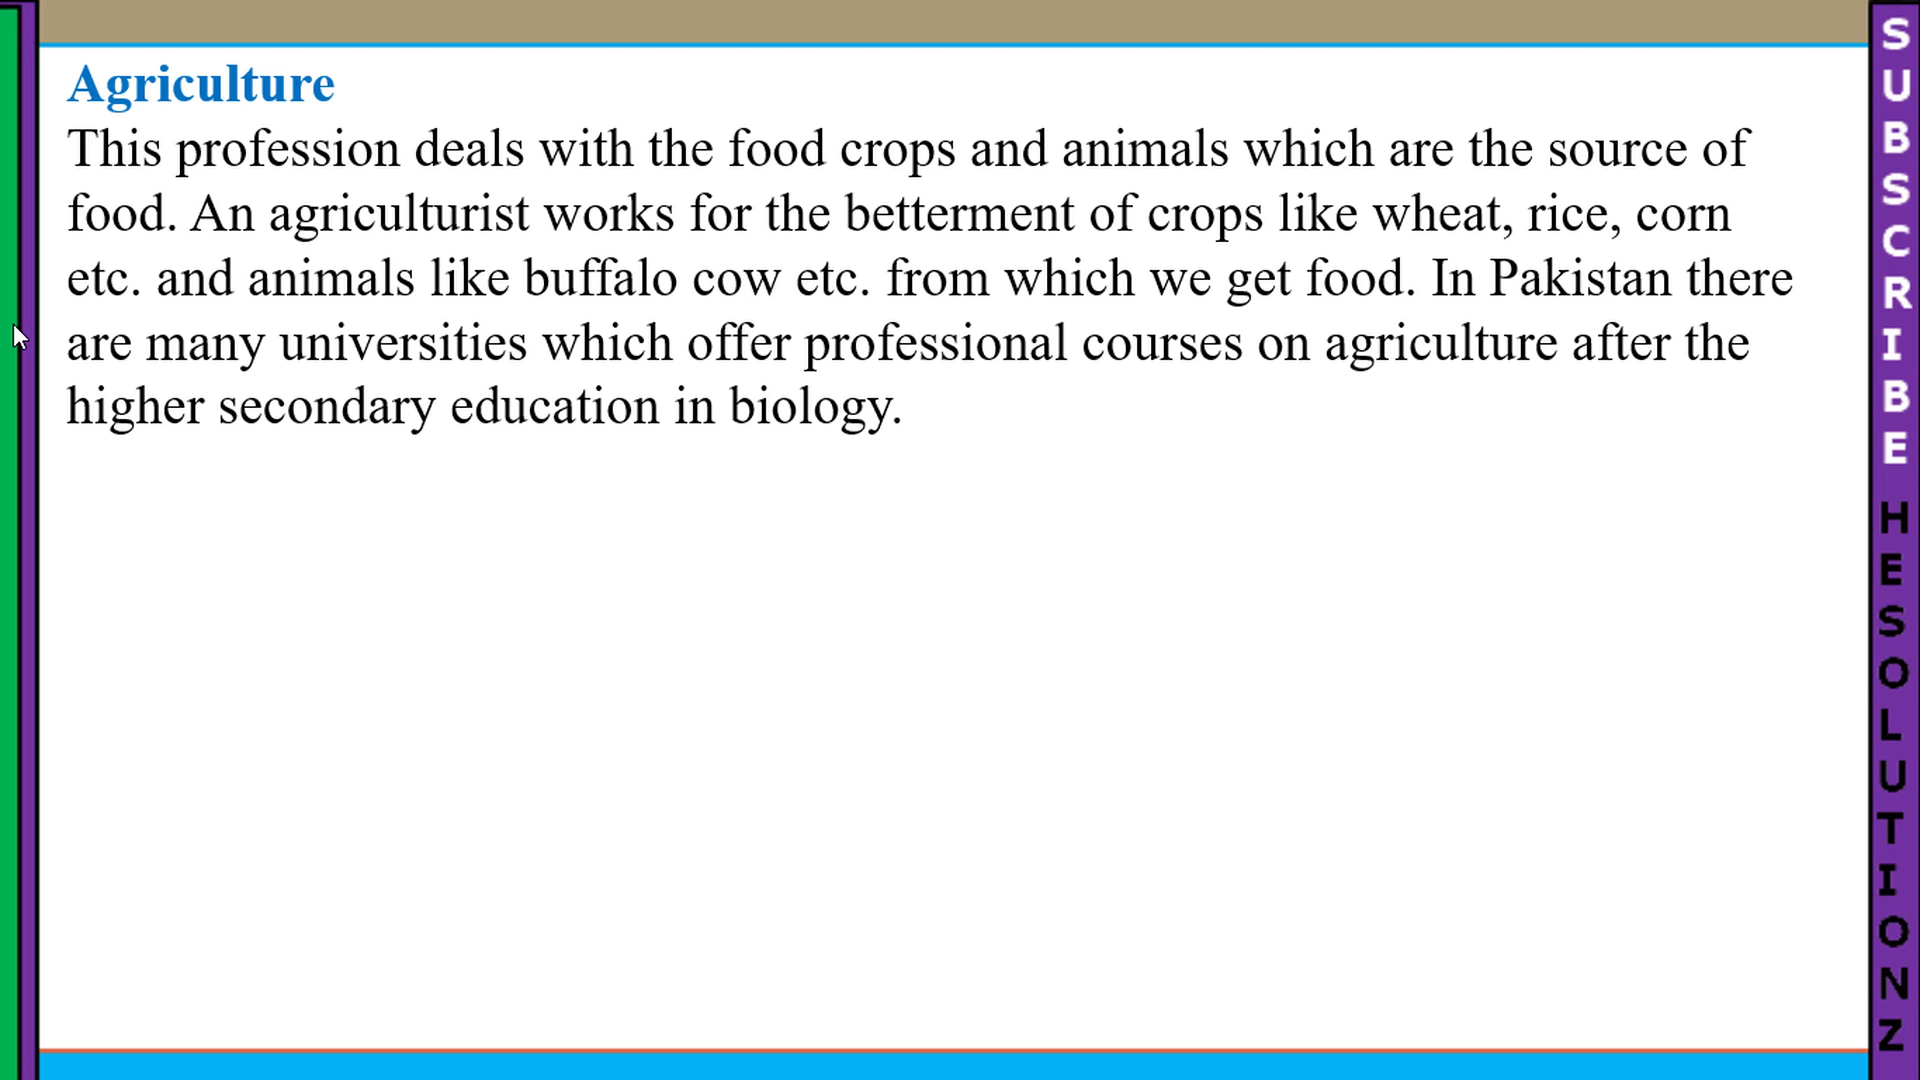 Agriculture
This profession deals with the food crops and animals which are the source of
food. An agriculturist works for the betterment of crops like wheat, rice, corn
etc. and animals like buffalo cow etc. from which we get food. In Pakistan there
are many universities which offer professional courses on agriculture after the
higher secondary education in biology.
SUBSCRIBE HESOLUTIONZ